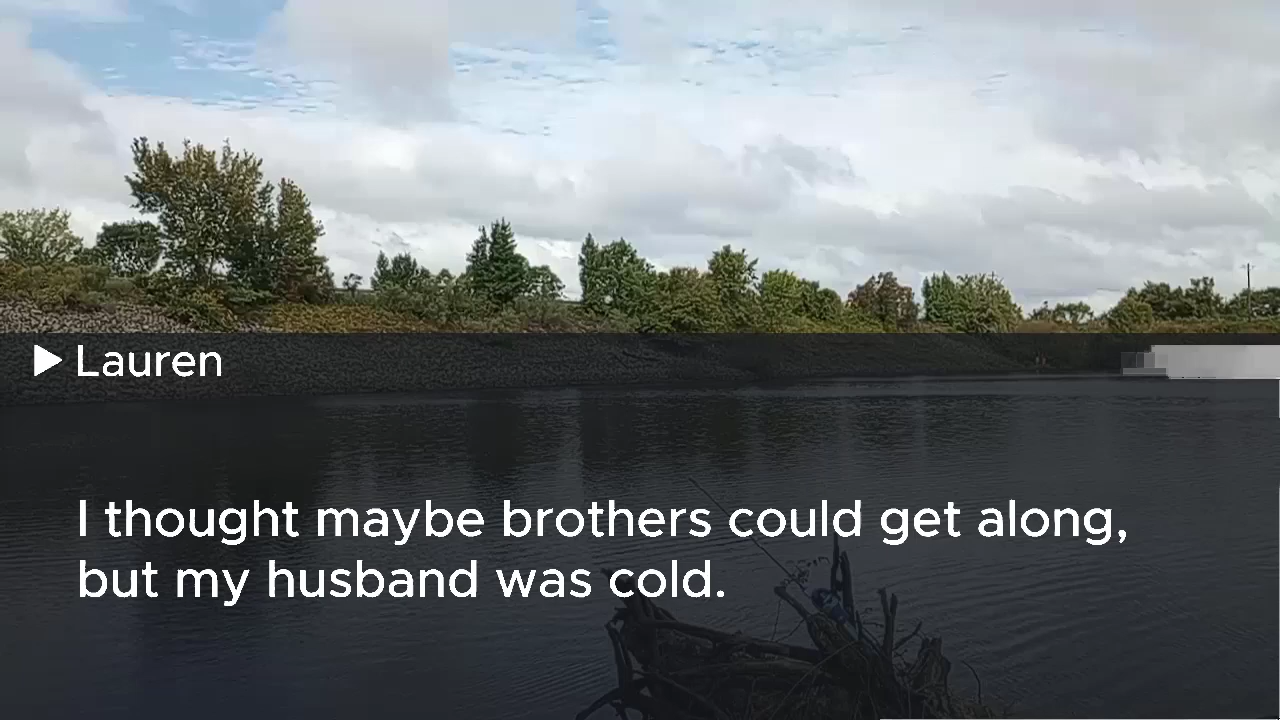 Lauren
I thought maybe brothers could get along,
but my husband was cold.